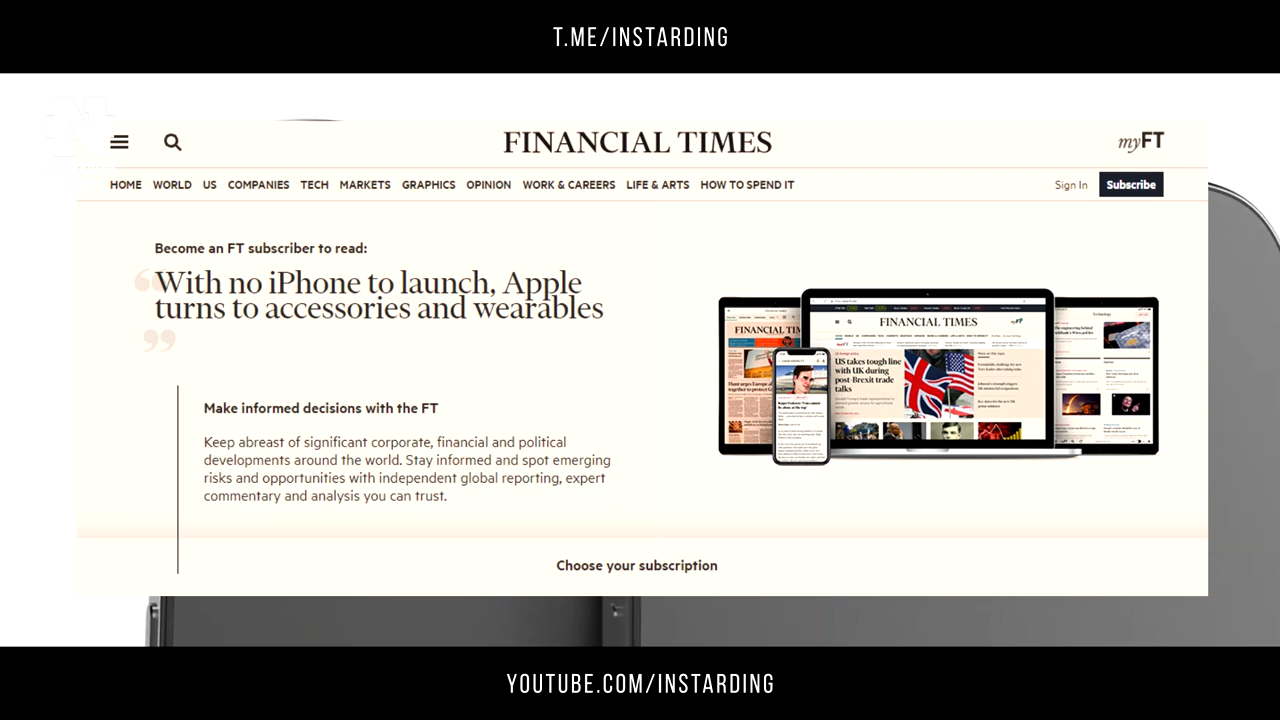 T.ME/INSTARDING
FINANCIAL TIMES
myFT
HOME WORLD US COMPANIES TECH MARKETS GRAPHICS OPINION WORK & CAREERS LIFE & ARTS HOW TO SPEND IT
Sign In Subscribe
Become an FT subscriber to read:
“With no iPhone to launch, Apple
turns to accessories and wearables
”
FINANCIAL TIMES
FINANCIAL TIMES
US takes tough line
with UK during
post-Brexit trade
talks
Make informed decisions with the FT
Keep abreast of significant corporate, financial and political
developments around the world. Stay informed and spot emerging
risks and opportunities with independent global reporting, expert
commentary and analysis you can trust.
Choose your subscription
YOUTUBE.COM/INSTARDING